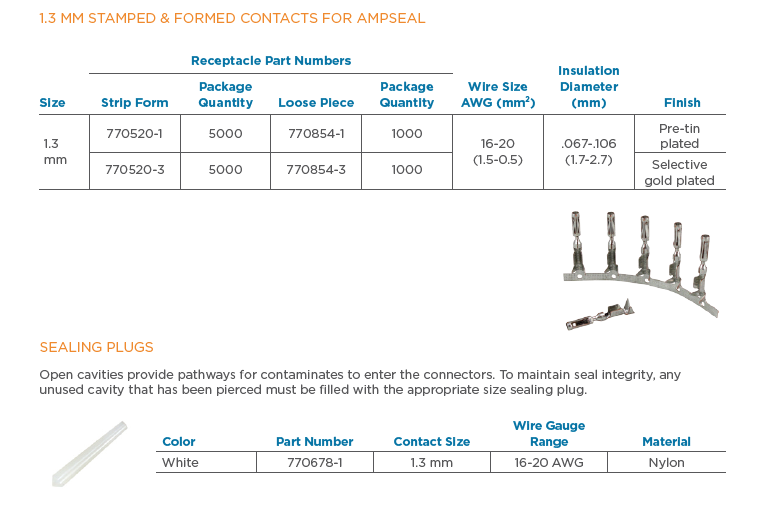 1.3 MM STAMPED & FORMED CONTACTS FOR AMPSEAL
Receptacle Part Numbers
Size Strip Form Package Quantity Loose Piece Package Quantity Wire Size AWG (mm²) Insulation Diameter (mm) Finish
1.3 mm 770520-1 5000 770854-1 1000 16-20 (1.5-0.5) .067-.106 (1.7-2.7) Pre-tin plated
770520-3 5000 770854-3 1000 Selective gold plated
SEALING PLUGS
Open cavities provide pathways for contaminates to enter the connectors. To maintain seal integrity, any
unused cavity that has been pierced must be filled with the appropriate size sealing plug.
Color Part Number Contact Size Wire Gauge Range Material
White 770678-1 1.3 mm 16-20 AWG Nylon